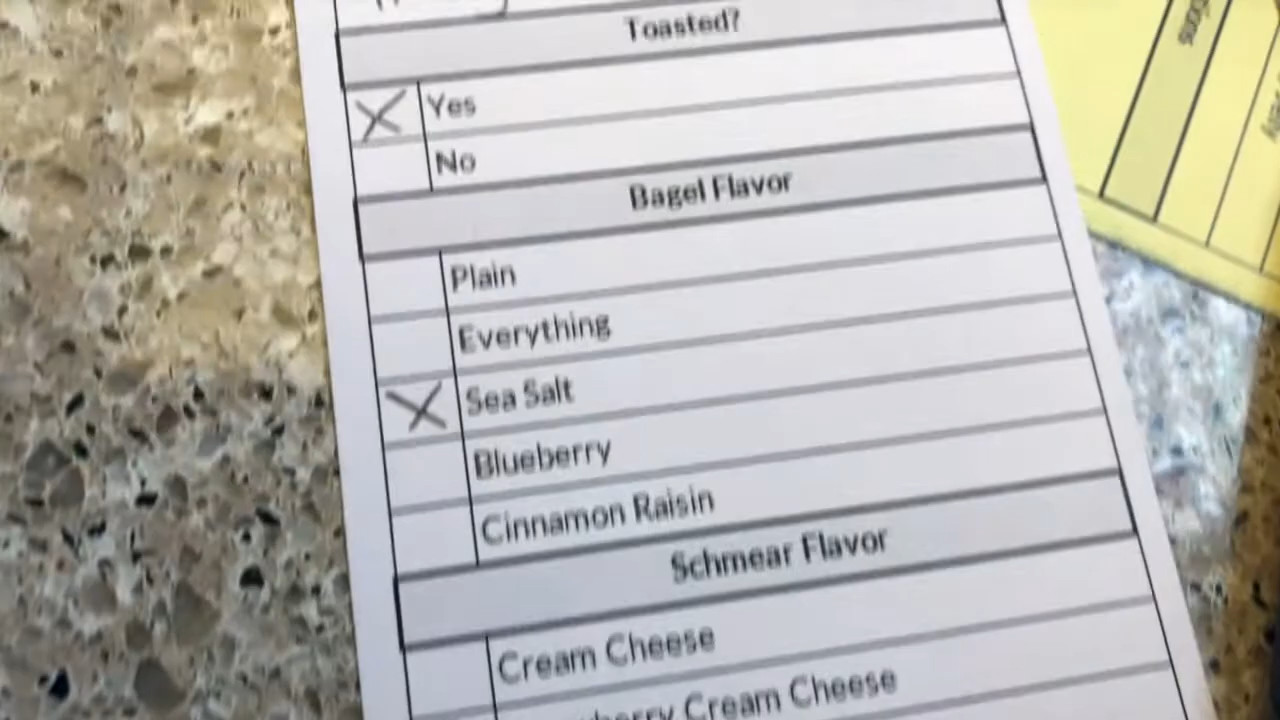 Toasted?
X Yes
No
Bagel Flavor
Plain
Everything
X Sea Salt
Blueberry
Cinnamon Raisin
Schmear Flavor
Cream Cheese
Cream Cheese